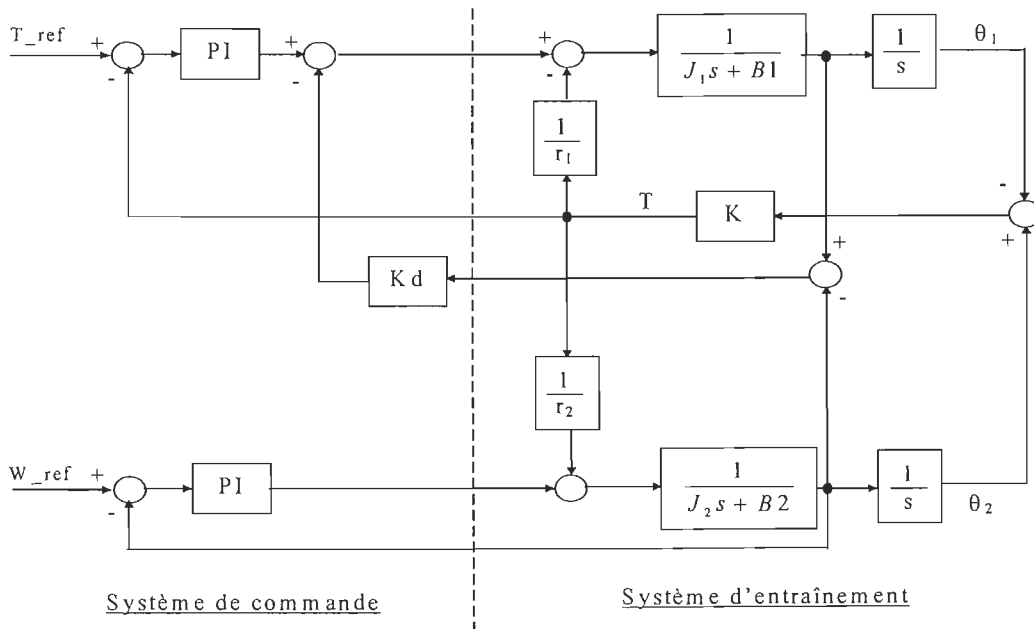 T_ref + - PI + - + - 1 / J₁s + B1 1 / s θ₁
1 / r₁
T K - +
Kd + -
1 / r₂
W_ref + - PI 1 / J₂s + B2 1 / s θ₂
Système de commande Système d'entraînement